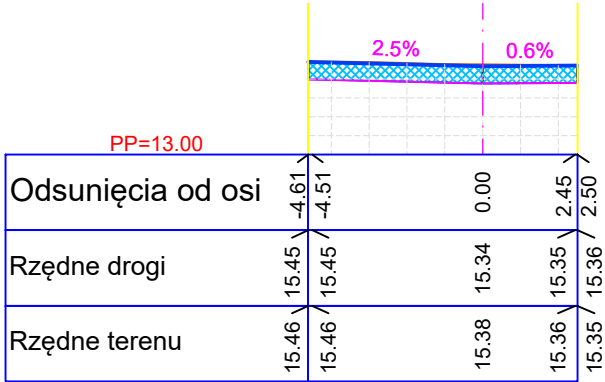 2.5% 0.6%
PP=13.00
Odsunięcia od osi -4.61 -4.51 0.00 2.45 2.50
Rzędne drogi 15.45 15.45 15.34 15.35 15.36
Rzędne terenu 15.46 15.46 15.38 15.36 15.35